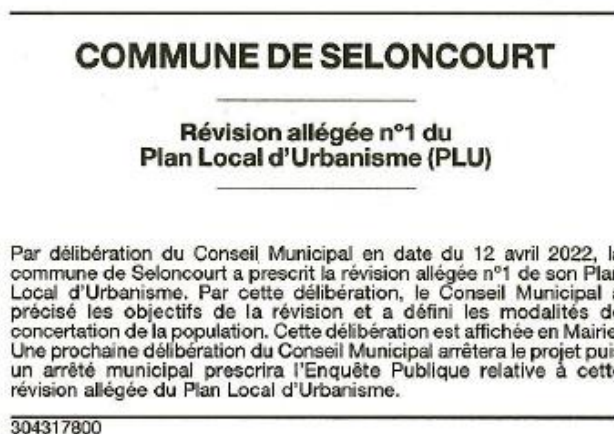 COMMUNE DE SELONCOURT
Révision allégée n°1 du
Plan Local d'Urbanisme (PLU)
Par délibération du Conseil Municipal en date du 12 avril 2022, l
commune de Seloncourt a prescrit la révision allégée n°1 de son Plan
Local d'Urbanisme. Par cette délibération, le Conseil Municipal a
précisé les objectifs de la révision et a défini les modalités de
concertation de la population. Cette délibération est affichée en Mairie
Une prochaine délibération du Conseil Municipal arrêtera le projet puis
un arrêté municipal prescrira l'Enquête Publique relative à cette
révision allégée du Plan Local d'Urbanisme.
304317800